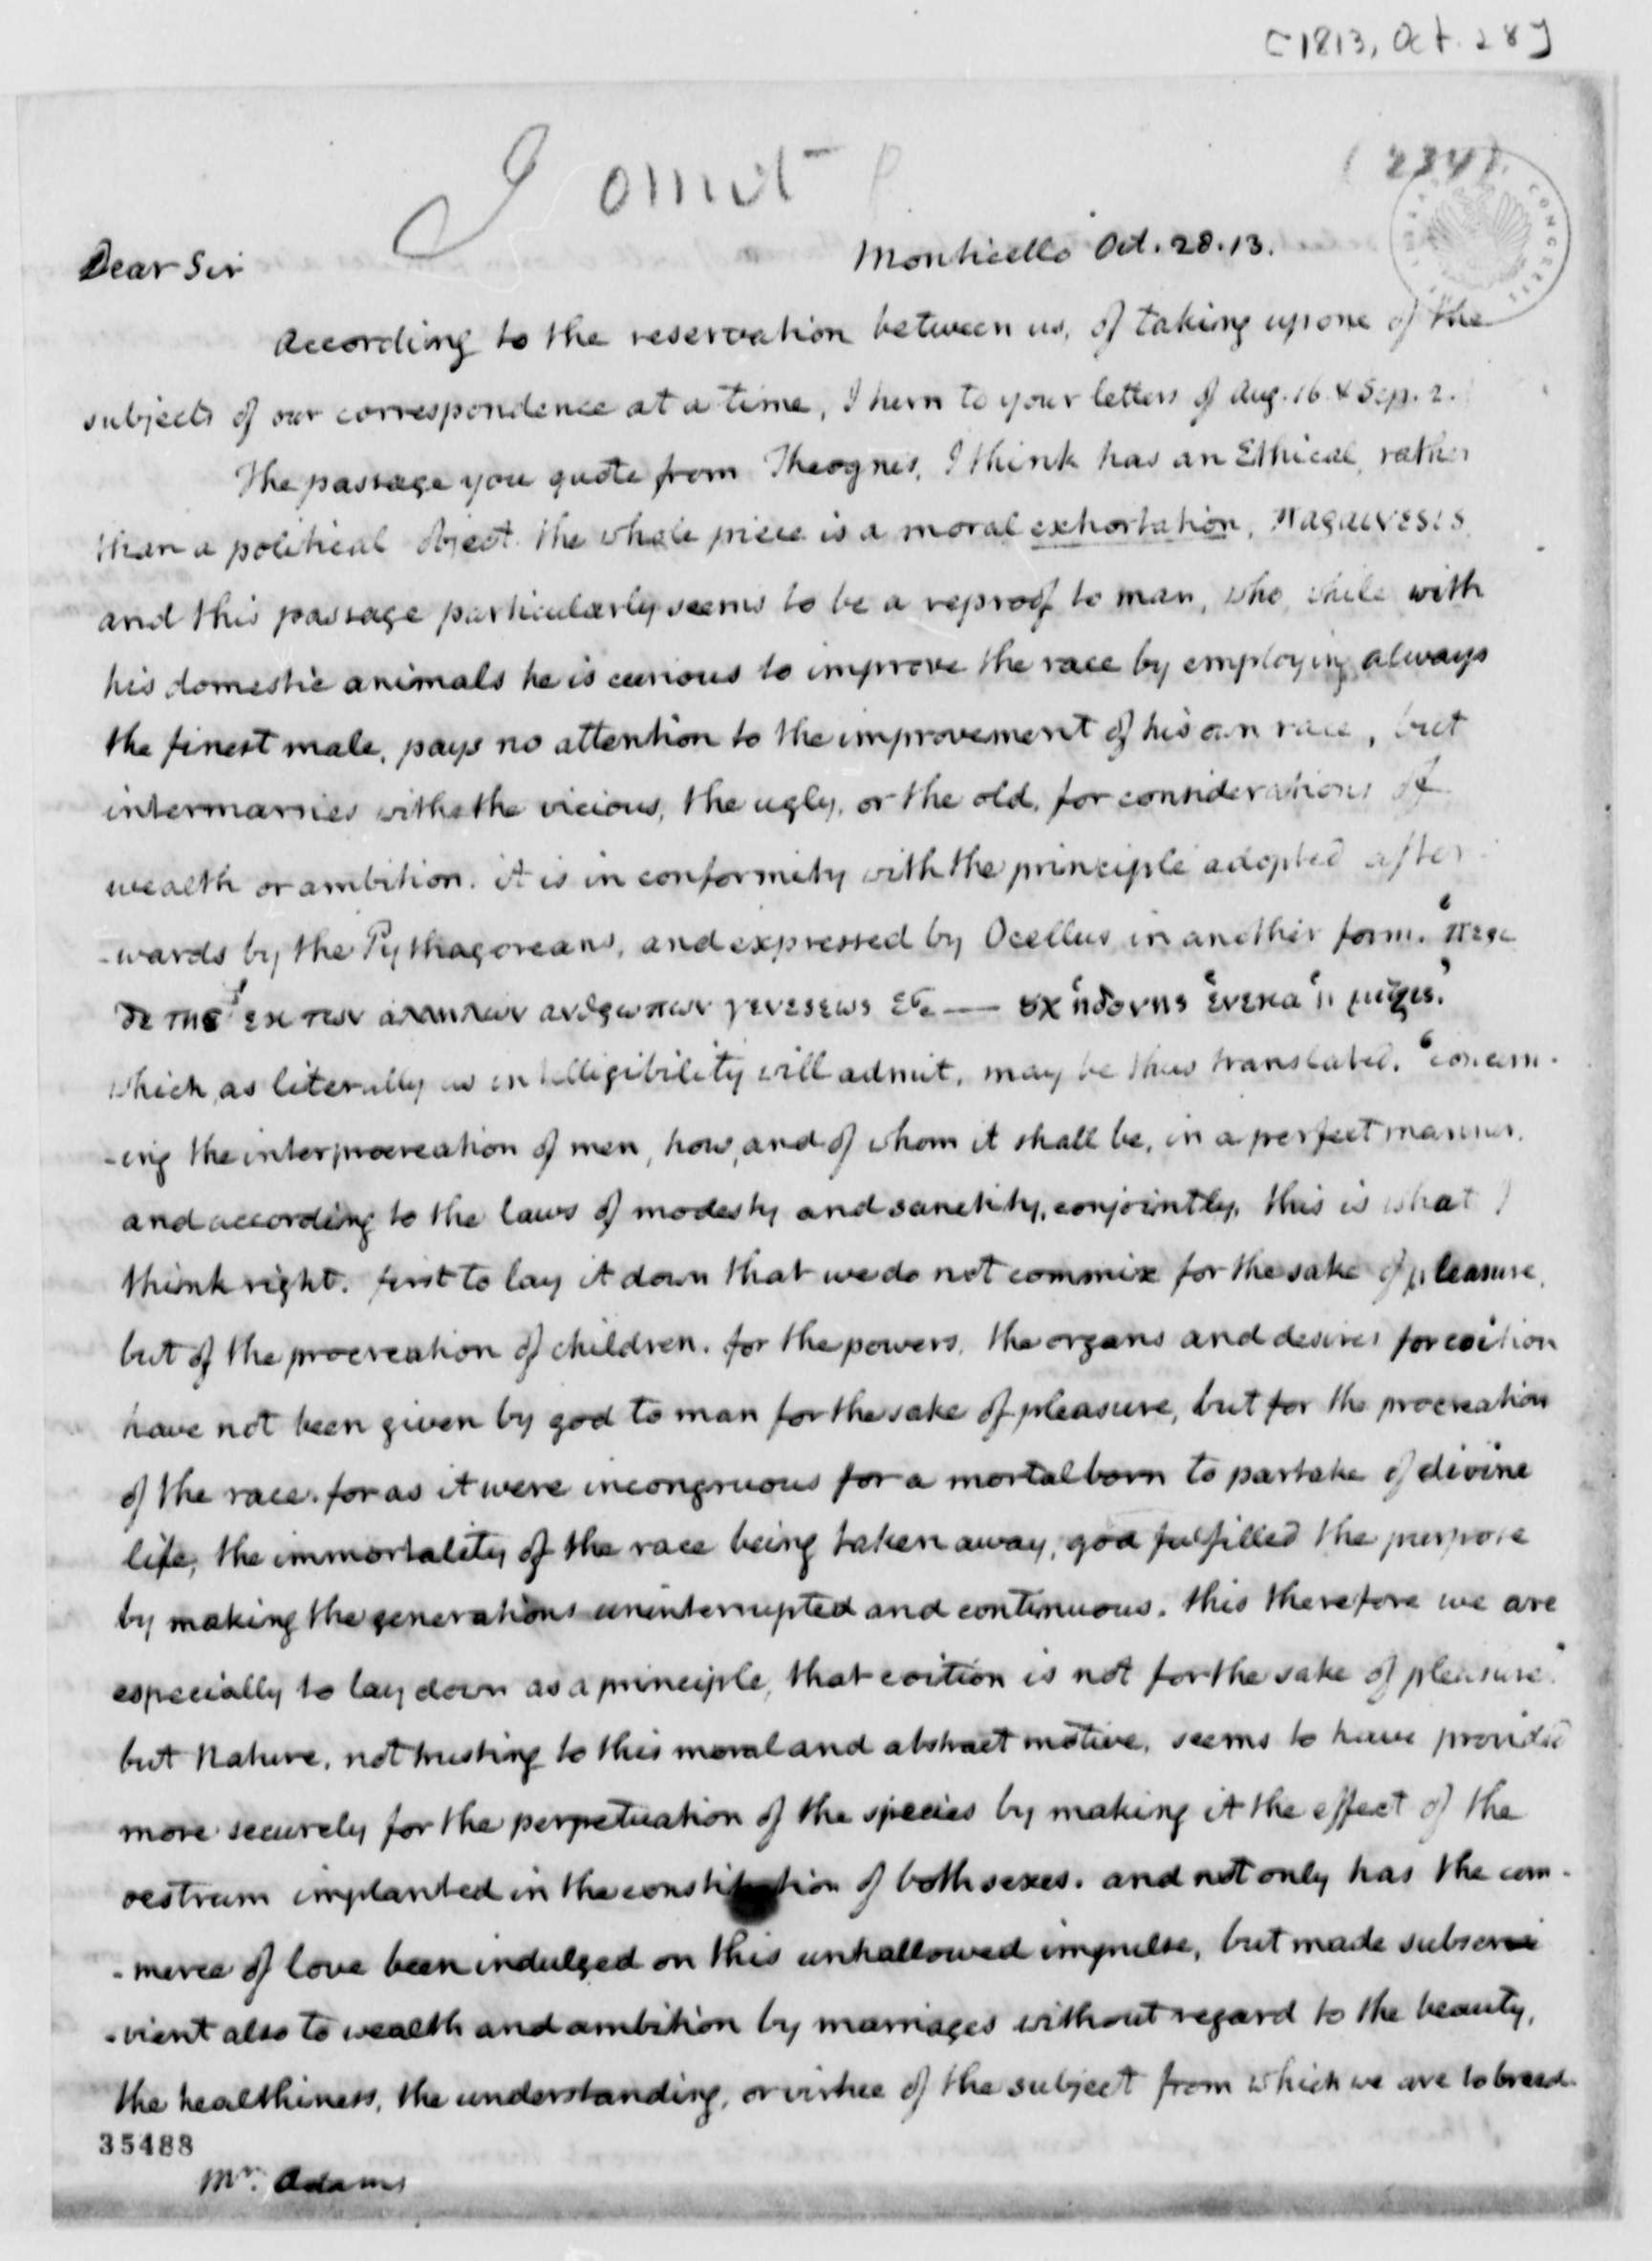 [1813, Oct. 28]
I omit
(234)
Monticello Oct. 28. 13.
Dear Sir
According to the reservation between us, of taking up one of the
subjects of our correspondence at a time, I turn to your letters of Aug. 16. & Sep. 2.
The passage you quote from Theognis, I think has an Ethical, rather
than a political object. the whole piece is a moral exhortation, παραινεσις
and this passage particularly seems to be a reproof to man, who, while with
his domestic animals he is curious to improve the race by employing always
the finest male, pays no attention to the improvement of his own race, but
intermarries with the vicious, the ugly, or the old, for considerations of
wealth or ambition. it is in conformity with the principle adopted after-
-wards by the Pythagoreans, and expressed by Ocellus in another form. 'περι
δε της εκ των αλληλων ανθρωπων γενεσεως &c — ȣχ ἡδονης ἑνεκα ἡ μιξις.'
which, as literally as intelligibility will admit, may be thus translated. 'concern-
-ing the interprocreation of men, how, and of whom it shall be, in a perfect manner,
and according to the laws of modesty and sanctity, conjointly, this is what I
think right. first to lay it down that we do not commix for the sake of pleasure,
but of the procreation of children. for the powers, the organs and desires for coition
have not been given by god to man for the sake of pleasure, but for the procreation
of the race. for as it were incongruous for a mortal born to partake of divine
life, the immortality of the race being taken away, god fulfilled the purpose
by making the generations uninterrupted and continuous. this therefore we are
especially to lay down as a principle, that coition is not for the sake of pleasure.'
but Nature, not trusting to this moral and abstract motive, seems to have provided
more securely for the perpetuation of the species by making it the effect of the
oestrum implanted in the constitution of both sexes. and not only has the com-
-merce of love been indulged on this unhallowed impulse, but made subser
-vient also to wealth and ambition by marriages without regard to the beauty,
the healthiness, the understanding, or virtue of the subject from which we are to breed.
35488
Mr. Adams